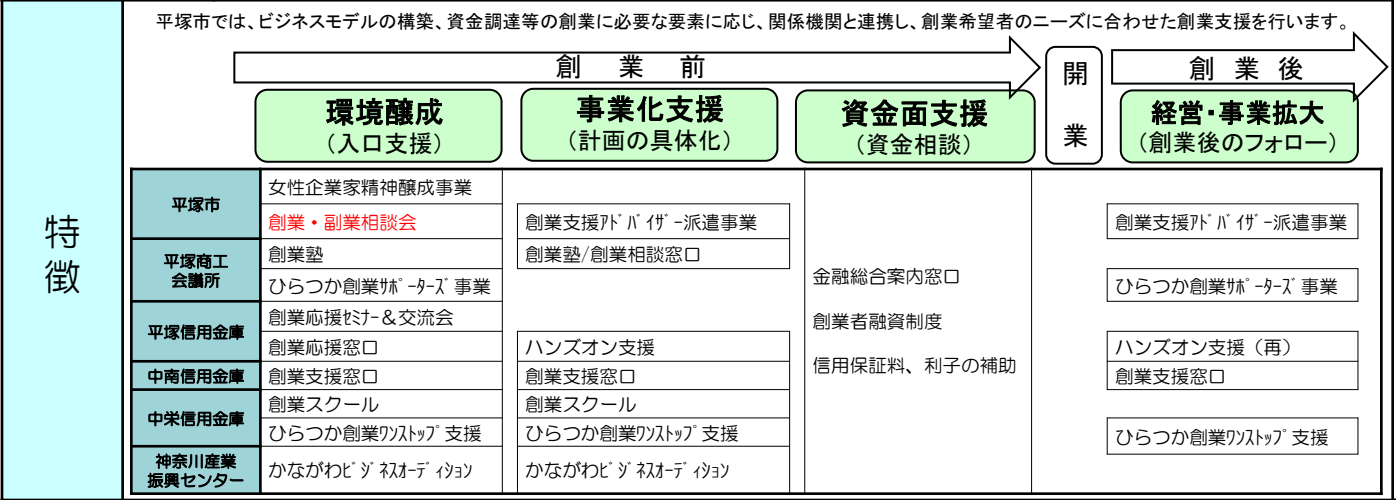 特
徴
平塚市では、ビジネスモデルの構築、資金調達等の創業に必要な要素に応じ、関係機関と連携し、創業希望者のニーズに合わせた創業支援を行います。
創 業 前
開
業
創 業 後
環境醸成
(入口支援)
事業化支援
(計画の具体化)
資金面支援
(資金相談)
経営・事業拡大
(創業後のフォロー)
平塚市
女性企業家精神醸成事業
創業・副業相談会
創業支援ｱﾄﾞﾊﾞｲｻﾞｰ派遣事業
創業支援ｱﾄﾞﾊﾞｲｻﾞｰ派遣事業
平塚商工
会議所
創業塾
創業塾/創業相談窓口
ひらつか創業ｻﾎﾟｰﾀｰｽﾞ事業
ひらつか創業ｻﾎﾟｰﾀｰｽﾞ事業
平塚信用金庫
創業応援ｾﾐﾅｰ＆交流会
創業応援窓口
ハンズオン支援
ハンズオン支援（再）
中南信用金庫
創業支援窓口
創業支援窓口
創業支援窓口
中栄信用金庫
創業スクール
創業スクール
ひらつか創業ﾜﾝｽﾄｯﾌﾟ支援
ひらつか創業ﾜﾝｽﾄｯﾌﾟ支援
ひらつか創業ﾜﾝｽﾄｯﾌﾟ支援
神奈川産業
振興センター
かながわﾋﾞｼﾞﾈｽｵｰﾃﾞｨｼｮﾝ
かながわﾋﾞｼﾞﾈｽｵｰﾃﾞｨｼｮﾝ
金融総合案内窓口
創業者融資制度
信用保証料、利子の補助